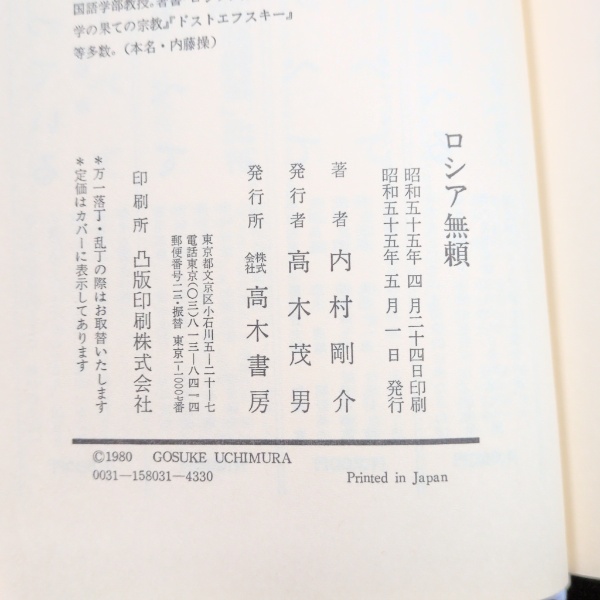 国語学部教授。著書
学の果ての宗教』『ドストエフスキー』
等多数。(本名・内藤操)
ロシア無頼
昭和五十五年 四月二十四日 印刷
昭和五十五年 五月一日 発行
著者 内村剛介
発行者 高木茂男
発行所 株式会社 高木書房
東京都文京区小石川五―二十―七
電話東京(〇三)八一三―八四一四
郵便番号一一二・振替 東京一―一〇〇〇七番
印刷所 凸版印刷株式会社
*万一落丁・乱丁の際はお取替いたします
*定価はカバーに表示してあります
©1980 GOSUKE UCHIMURA
0031―158031―4330 Printed in Japan